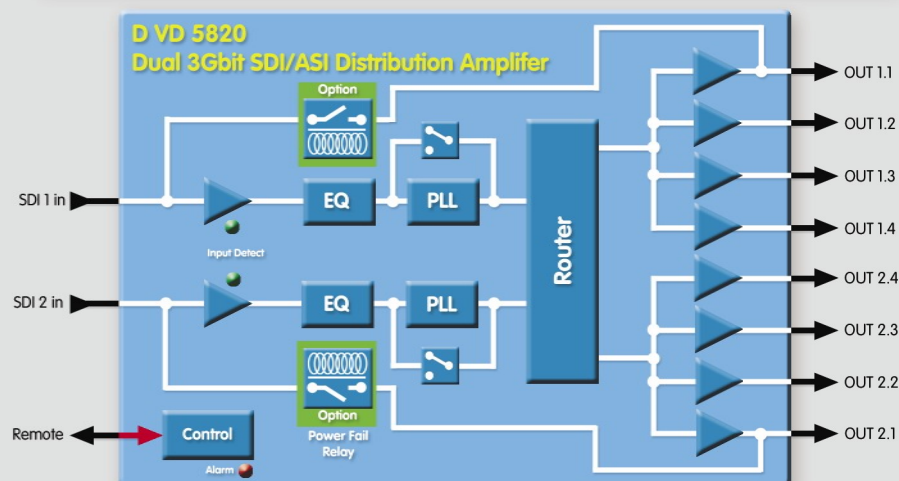 D VD 5820
Dual 3Gbit SDI/ASI Distribution Amplifer
Option
OUT 1.1
OUT 1.2
OUT 1.3
OUT 1.4
SDI 1 in
EQ
PLL
Input Detect
Router
SDI 2 in
EQ
PLL
OUT 2.4
OUT 2.3
OUT 2.2
OUT 2.1
Option
Power Fail
Relay
Remote
Control
Alarm